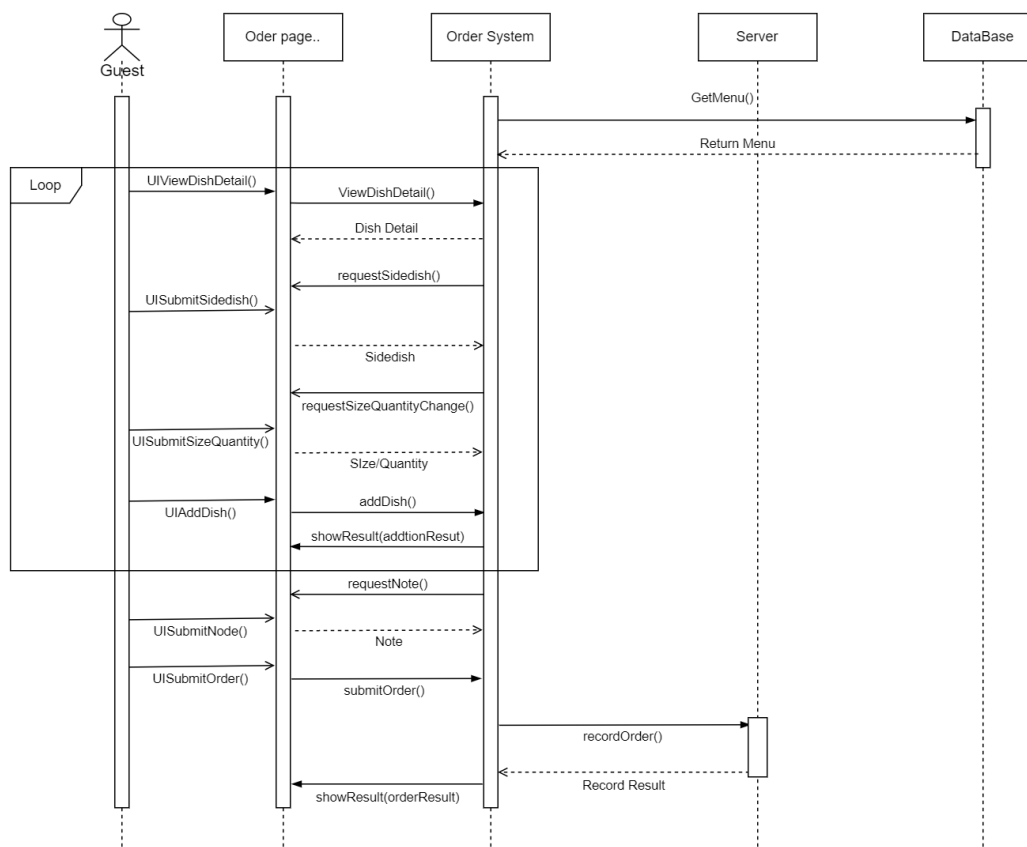 Guest
Oder page..
Order System
Server
DataBase
GetMenu()
Return Menu
Loop
UIViewDishDetail()
ViewDishDetail()
Dish Detail
requestSidedish()
UISubmitSidedish()
Sidedish
requestSizeQuantityChange()
UISubmitSizeQuantity()
SIze/Quantity
UIAddDish()
addDish()
showResult(addtionResut)
requestNote()
UISubmitNode()
Note
UISubmitOrder()
submitOrder()
recordOrder()
Record Result
showResult(orderResult)